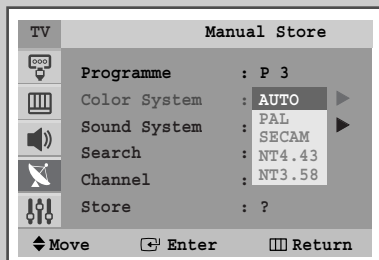 TV Manual Store
Programme : P 3
Color System : AUTO
PAL
Sound System :
SECAM
Search : NT4.43
Channel : NT3.58
Store : ?
Move Enter Return